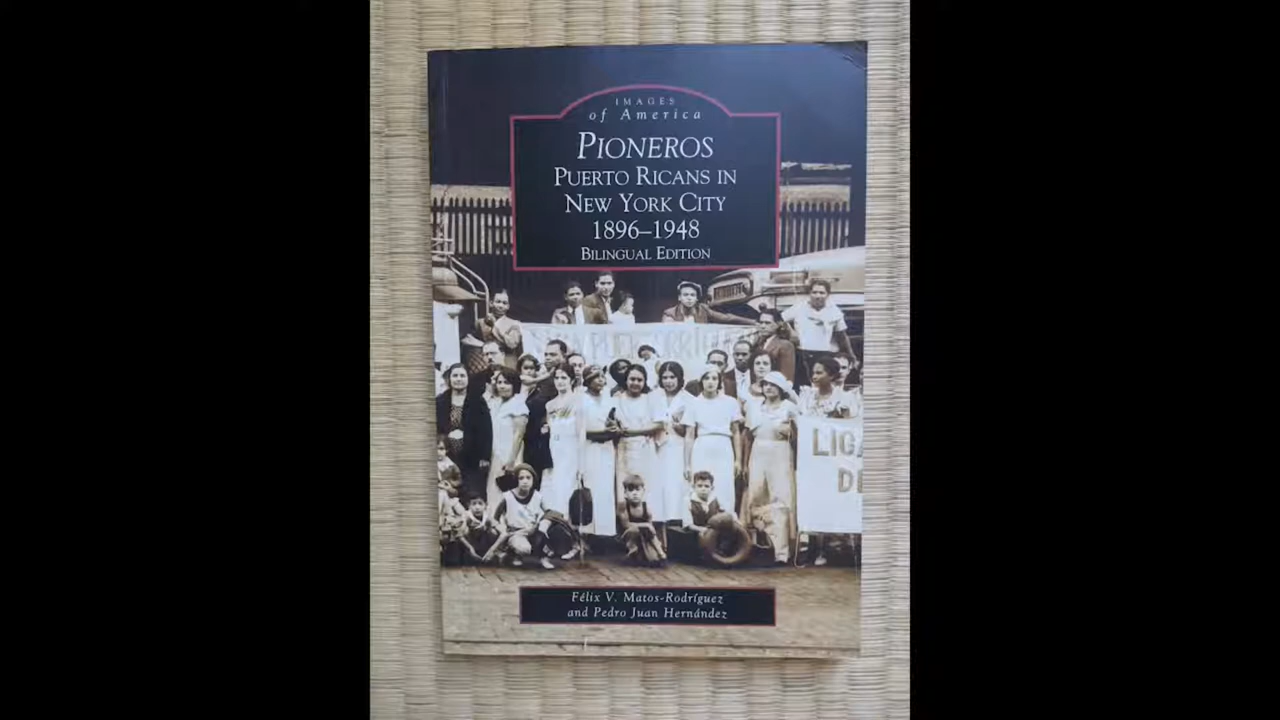 IMAGES
of America
PIONEROS
PUERTO RICANS IN
NEW YORK CITY
1896–1948
BILINGUAL EDITION
LIGA
DE
Félix V. Matos-Rodríguez
and Pedro Juan Hernández